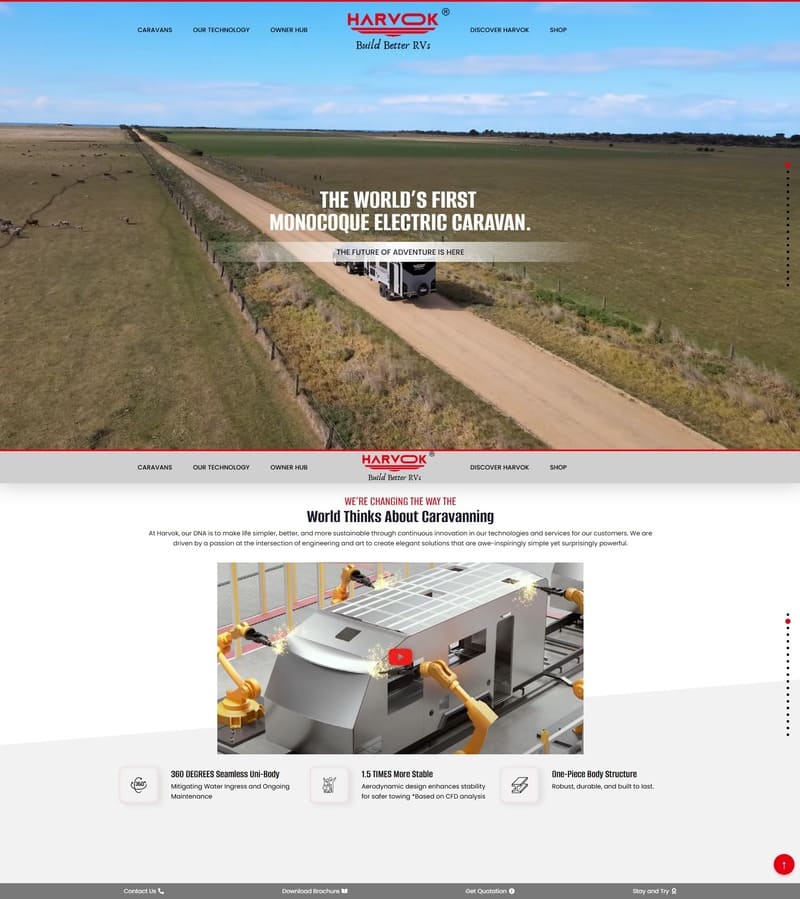 CARAVANS
OUR TECHNOLOGY
OWNER HUB
HARVOK®
Build Better RVs
DISCOVER HARVOK
SHOP
THE WORLD'S FIRST
MONOCOQUE ELECTRIC CARAVAN.
THE FUTURE OF ADVENTURE IS HERE
CARAVANS
OUR TECHNOLOGY
OWNER HUB
HARVOK®
Build Better RVs
DISCOVER HARVOK
SHOP
WE'RE CHANGING THE WAY THE
World Thinks About Caravanning
At Harvok, our DNA is to make life simpler, better, and more sustainable through continuous innovation in our technologies and services for our customers. We are
driven by a passion at the intersection of engineering and art to create elegant solutions that are awe-inspiringly simple yet surprisingly powerful.
360°
360 DEGREES Seamless Uni-Body
Mitigating Water Ingress and Ongoing
Maintenance
1.5 TIMES More Stable
Aerodynamic design enhances stability
for safer towing *Based on CFD analysis
One-Piece Body Structure
Robust, durable, and built to last.
Contact Us
Download Brochure
Get Quotation
Stay and Try